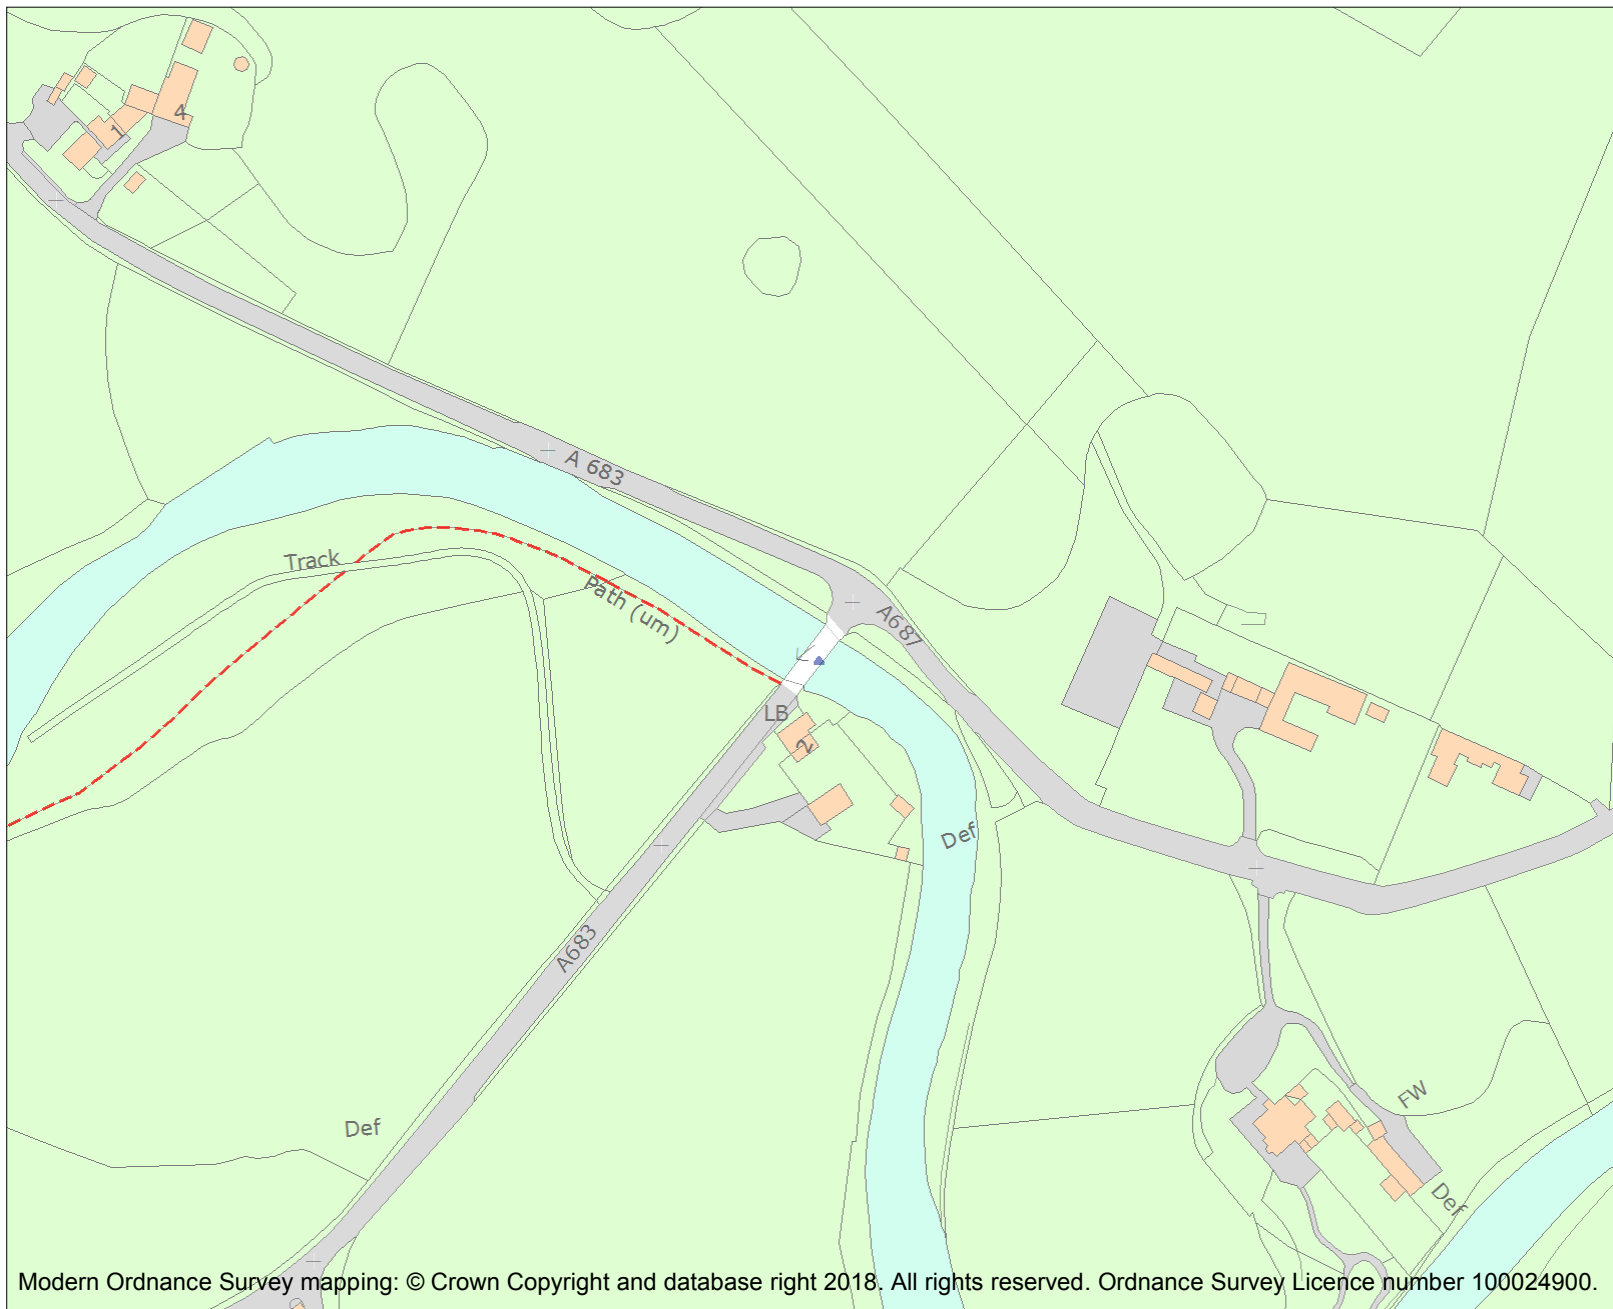 4
1
A 683
Track
Path (um)
A687
LB
2
Def
A683
FW
Def
Def
Modern Ordnance Survey mapping: © Crown Copyright and database right 2018. All rights reserved. Ordnance Survey Licence number 100024900.